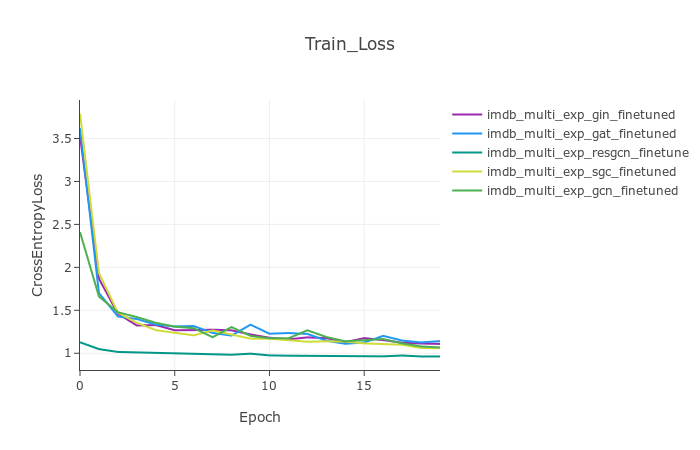 Train_Loss
CrossEntropyLoss
3.5
3
2.5
2
1.5
1
0
5
10
15
Epoch
imdb_multi_exp_gin_finetuned
imdb_multi_exp_gat_finetuned
imdb_multi_exp_resgcn_finetune
imdb_multi_exp_sgc_finetuned
imdb_multi_exp_gcn_finetuned